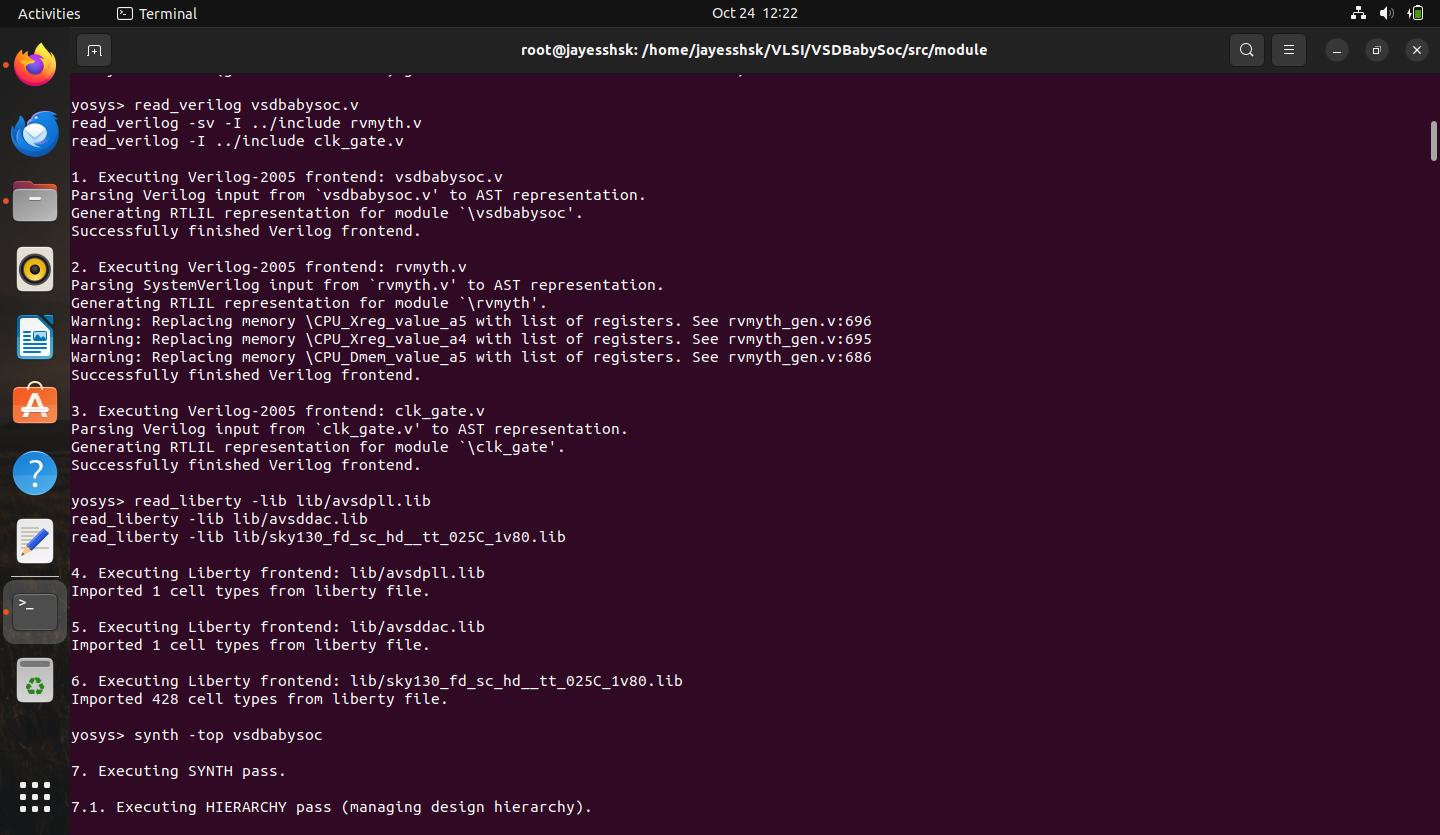 Activities
Terminal
Oct 24 12:22
root@jayesshsk: /home/jayesshsk/VLSI/VSDBabySoc/src/module
yosys> read_verilog vsdbabysoc.v
read_verilog -sv -I ../include rvmyth.v
read_verilog -I ../include clk_gate.v
1. Executing Verilog-2005 frontend: vsdbabysoc.v
Parsing Verilog input from `vsdbabysoc.v' to AST representation.
Generating RTLIL representation for module `\vsdbabysoc'.
Successfully finished Verilog frontend.
2. Executing Verilog-2005 frontend: rvmyth.v
Parsing SystemVerilog input from `rvmyth.v' to AST representation.
Generating RTLIL representation for module `\rvmyth'.
Warning: Replacing memory \CPU_Xreg_value_a5 with list of registers. See rvmyth_gen.v:696
Warning: Replacing memory \CPU_Xreg_value_a4 with list of registers. See rvmyth_gen.v:695
Warning: Replacing memory \CPU_Dmem_value_a5 with list of registers. See rvmyth_gen.v:686
Successfully finished Verilog frontend.
3. Executing Verilog-2005 frontend: clk_gate.v
Parsing Verilog input from `clk_gate.v' to AST representation.
Generating RTLIL representation for module `\clk_gate'.
Successfully finished Verilog frontend.
yosys> read_liberty -lib lib/avsdpll.lib
read_liberty -lib lib/avsddac.lib
read_liberty -lib lib/sky130_fd_sc_hd__tt_025C_1v80.lib
4. Executing Liberty frontend: lib/avsdpll.lib
Imported 1 cell types from liberty file.
5. Executing Liberty frontend: lib/avsddac.lib
Imported 1 cell types from liberty file.
6. Executing Liberty frontend: lib/sky130_fd_sc_hd__tt_025C_1v80.lib
Imported 428 cell types from liberty file.
yosys> synth -top vsdbabysoc
7. Executing SYNTH pass.
7.1. Executing HIERARCHY pass (managing design hierarchy).